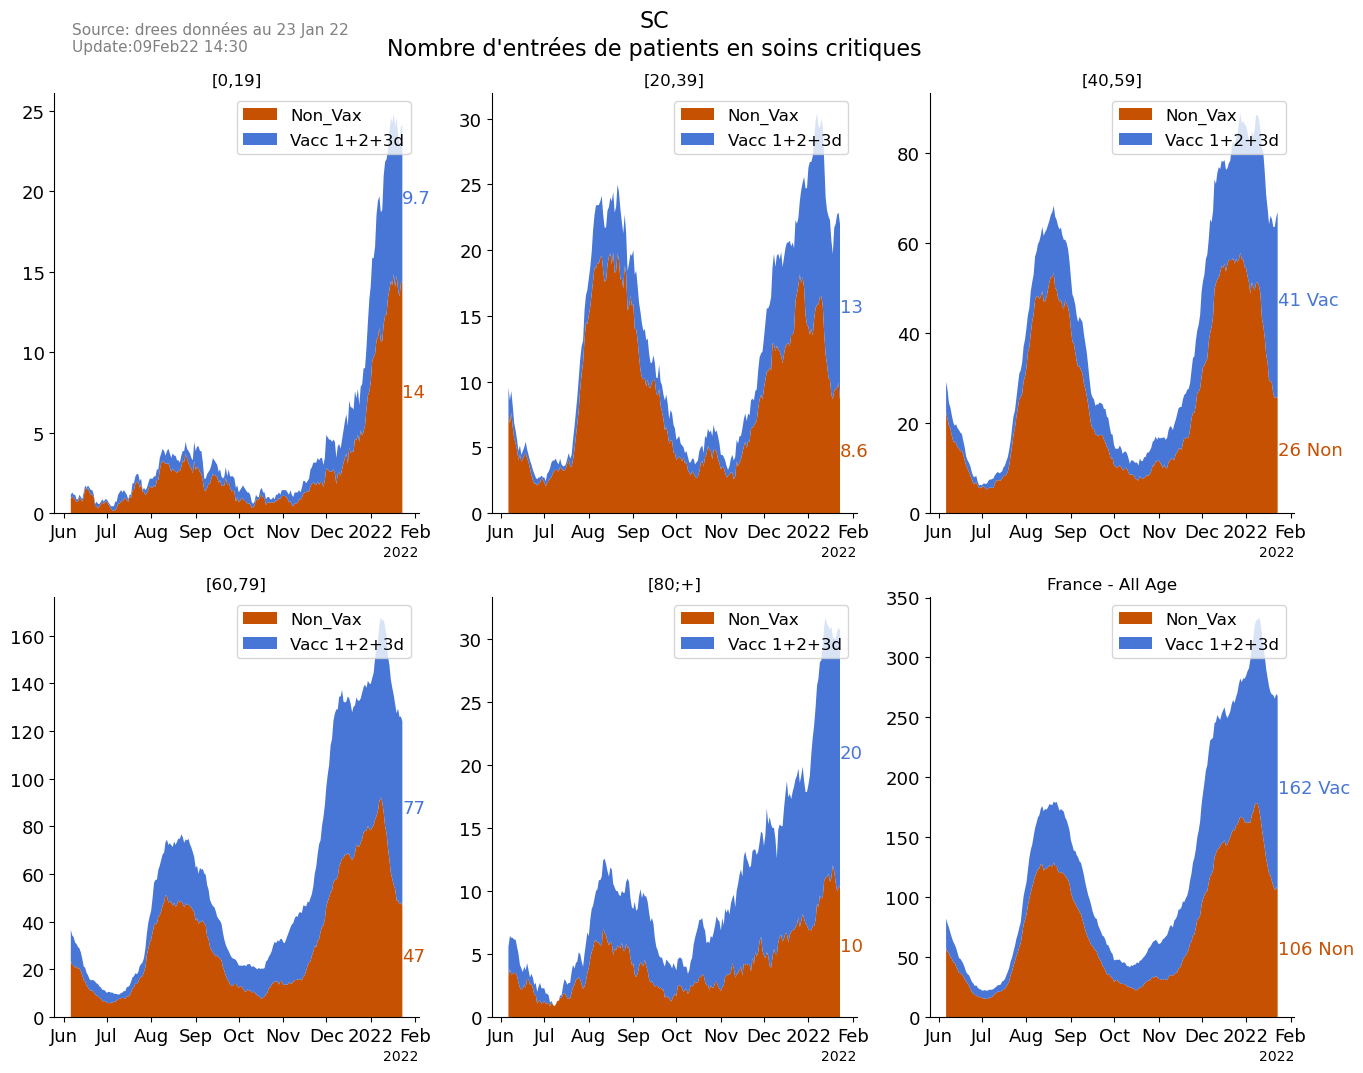 Source: drees données au 23 Jan 22
Update:09Feb22 14:30
SC
Nombre d'entrées de patients en soins critiques
[0,19]
Non_Vax
Vacc 1+2+3d
25
20
15
10
5
0
9.7
14
Jun Jul Aug Sep Oct Nov Dec 2022 Feb
2022
[20,39]
Non_Vax
Vacc 1+2+3d
30
25
20
15
10
5
0
13
8.6
Jun Jul Aug Sep Oct Nov Dec 2022 Feb
2022
[40,59]
Non_Vax
Vacc 1+2+3d
80
60
40
20
0
41 Vac
26 Non
Jun Jul Aug Sep Oct Nov Dec 2022 Feb
2022
[60,79]
Non_Vax
Vacc 1+2+3d
160
140
120
100
80
60
40
20
0
77
47
Jun Jul Aug Sep Oct Nov Dec 2022 Feb
2022
[80;+]
Non_Vax
Vacc 1+2+3d
30
25
20
15
10
5
0
20
10
Jun Jul Aug Sep Oct Nov Dec 2022 Feb
2022
France - All Age
Non_Vax
Vacc 1+2+3d
350
300
250
200
150
100
50
0
162 Vac
106 Non
Jun Jul Aug Sep Oct Nov Dec 2022 Feb
2022